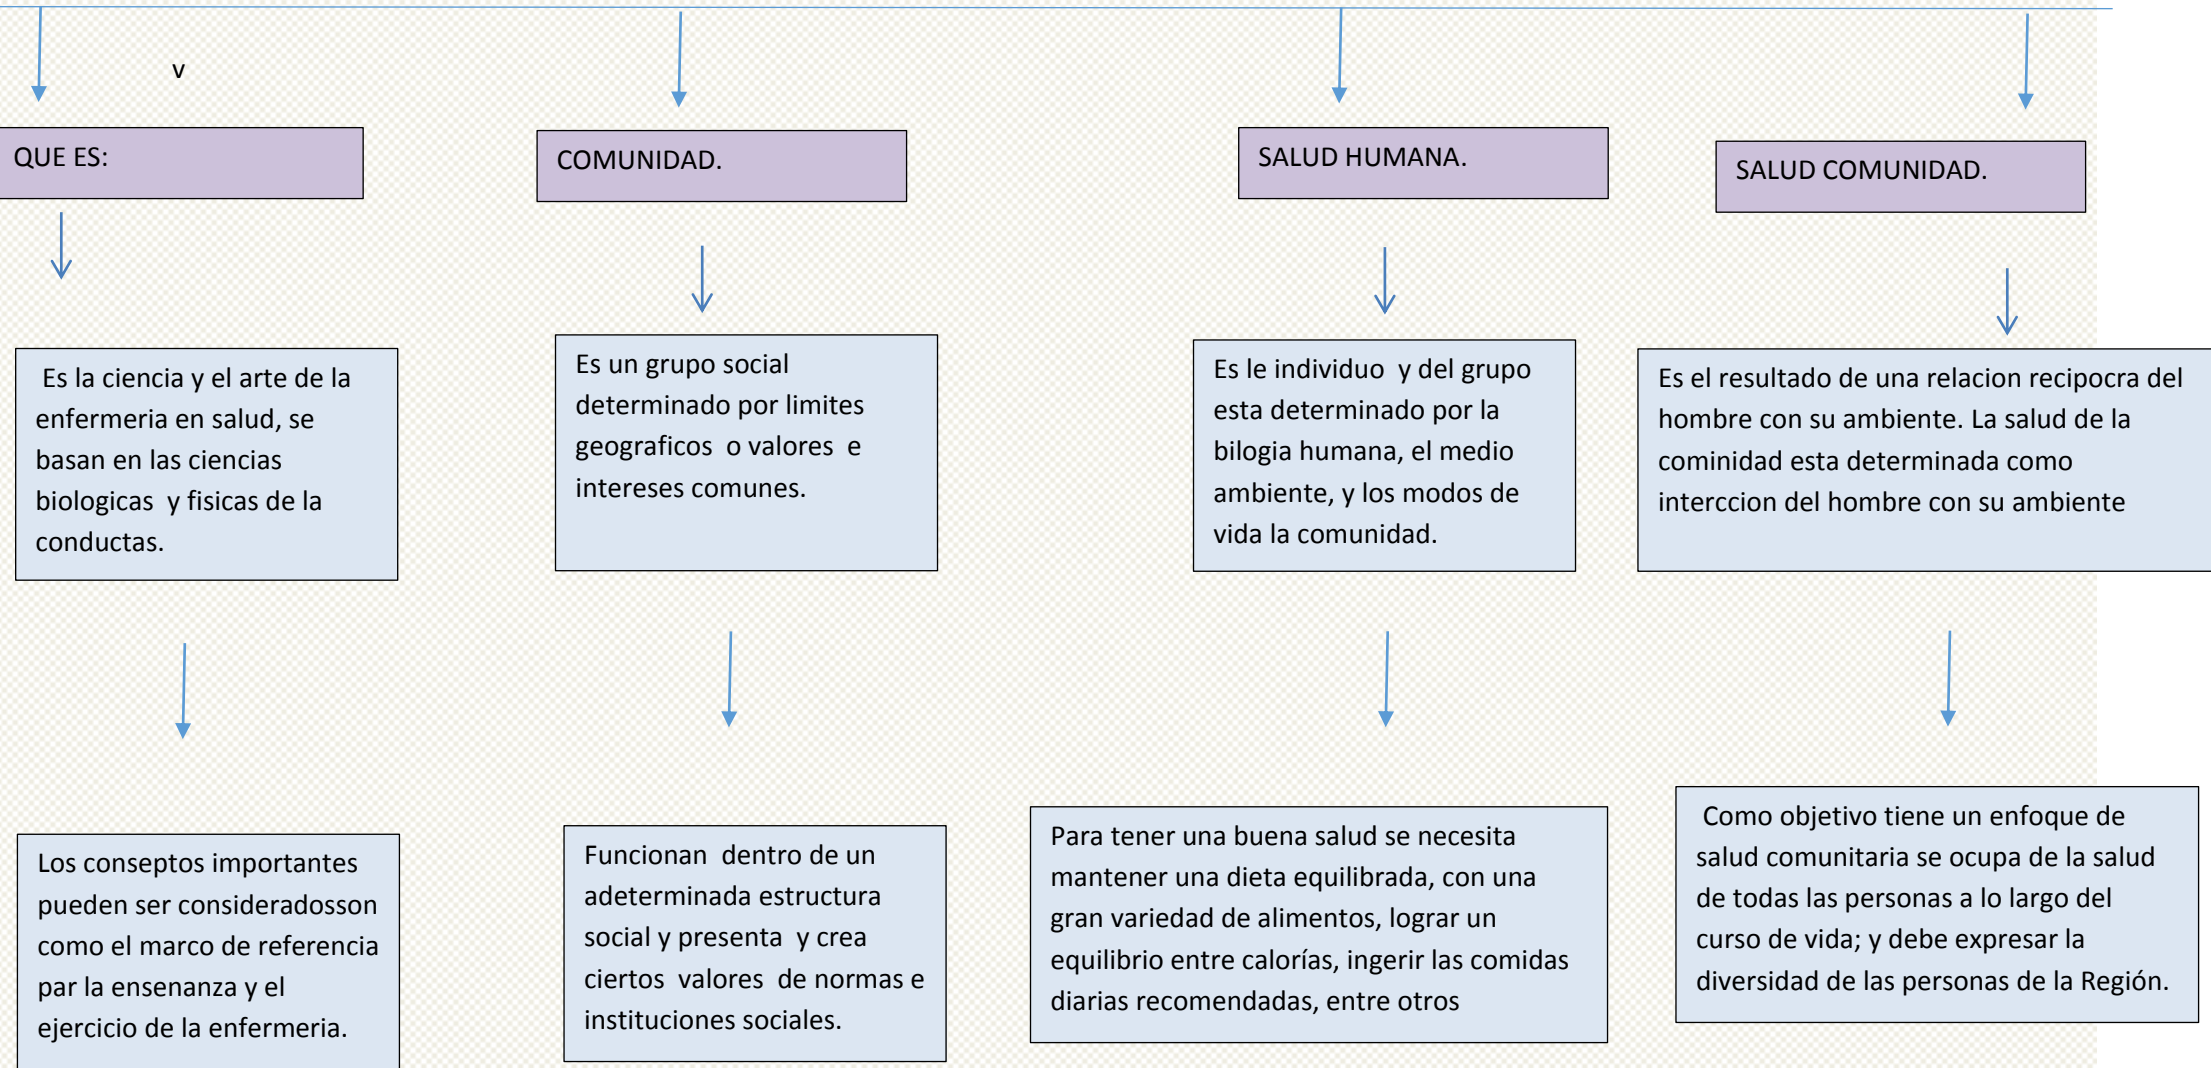 v
QUE ES:
COMUNIDAD.
SALUD HUMANA.
SALUD COMUNIDAD.
Es la ciencia y el arte de la
enfermeria en salud, se
basan en las ciencias
biologicas y fisicas de la
conductas.
Es un grupo social
determinado por limites
geograficos o valores e
intereses comunes.
Es le individuo y del grupo
esta determinado por la
bilogia humana, el medio
ambiente, y los modos de
vida la comunidad.
Es el resultado de una relacion recipocra del
hombre con su ambiente. La salud de la
cominidad esta determinada como
interccion del hombre con su ambiente
Los conseptos importantes
pueden ser consideradosson
como el marco de referencia
par la ensenanza y el
ejercicio de la enfermeria.
Funcionan dentro de un
adeterminada estructura
social y presenta y crea
ciertos valores de normas e
instituciones sociales.
Para tener una buena salud se necesita
mantener una dieta equilibrada, con una
gran variedad de alimentos, lograr un
equilibrio entre calorías, ingerir las comidas
diarias recomendadas, entre otros
Como objetivo tiene un enfoque de
salud comunitaria se ocupa de la salud
de todas las personas a lo largo del
curso de vida; y debe expresar la
diversidad de las personas de la Región.